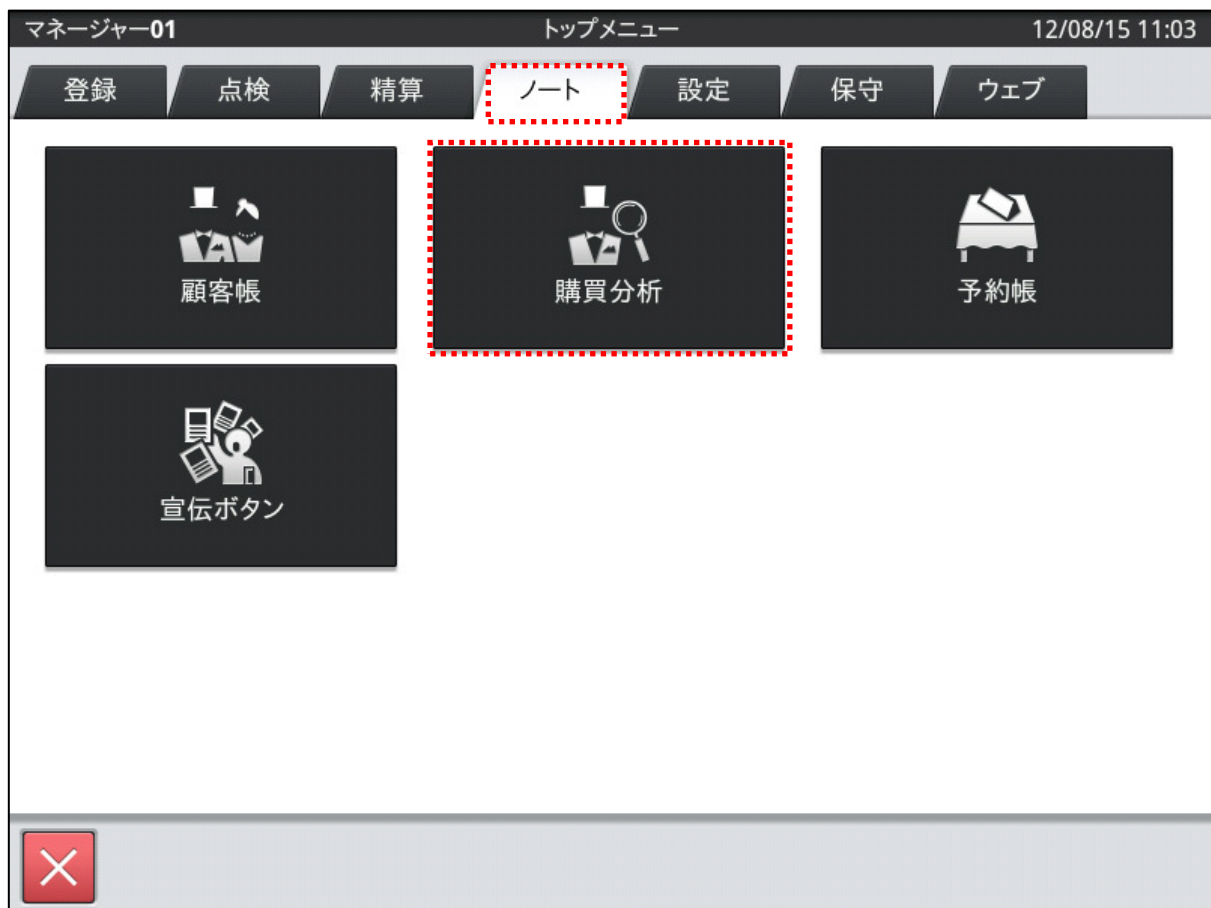 マネージャー01 トップメニュー 12/08/15 11:03
登録 点検 精算 ノート 設定 保守 ウェブ
顧客帳 購買分析 予約帳
宣伝ボタン